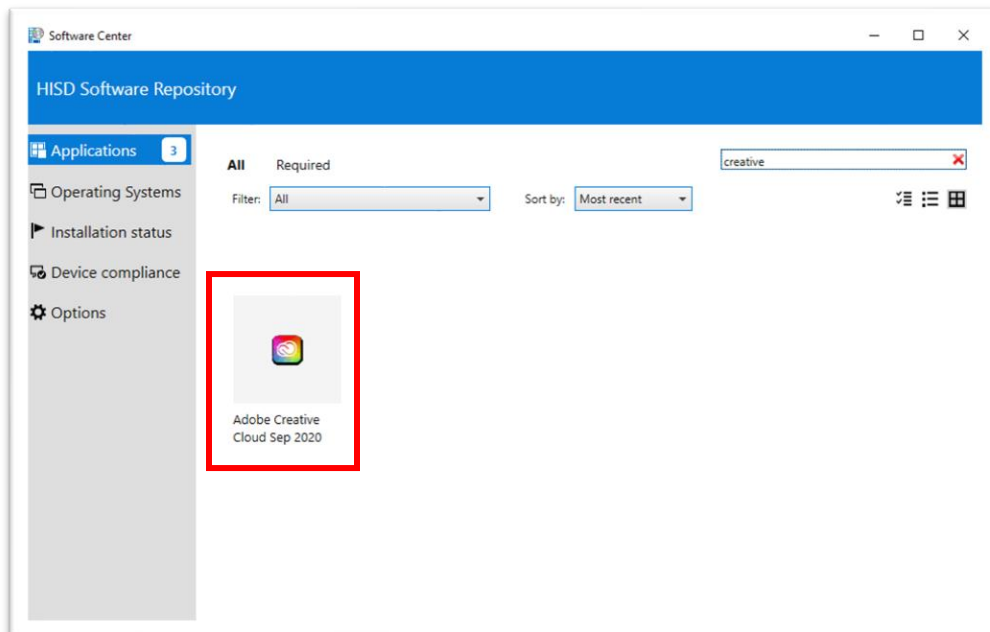 Software Center
HISD Software Repository
Applications 3
Operating Systems
Installation status
Device compliance
Options
All Required
creative
Filter: All Sort by: Most recent
Adobe Creative
Cloud Sep 2020